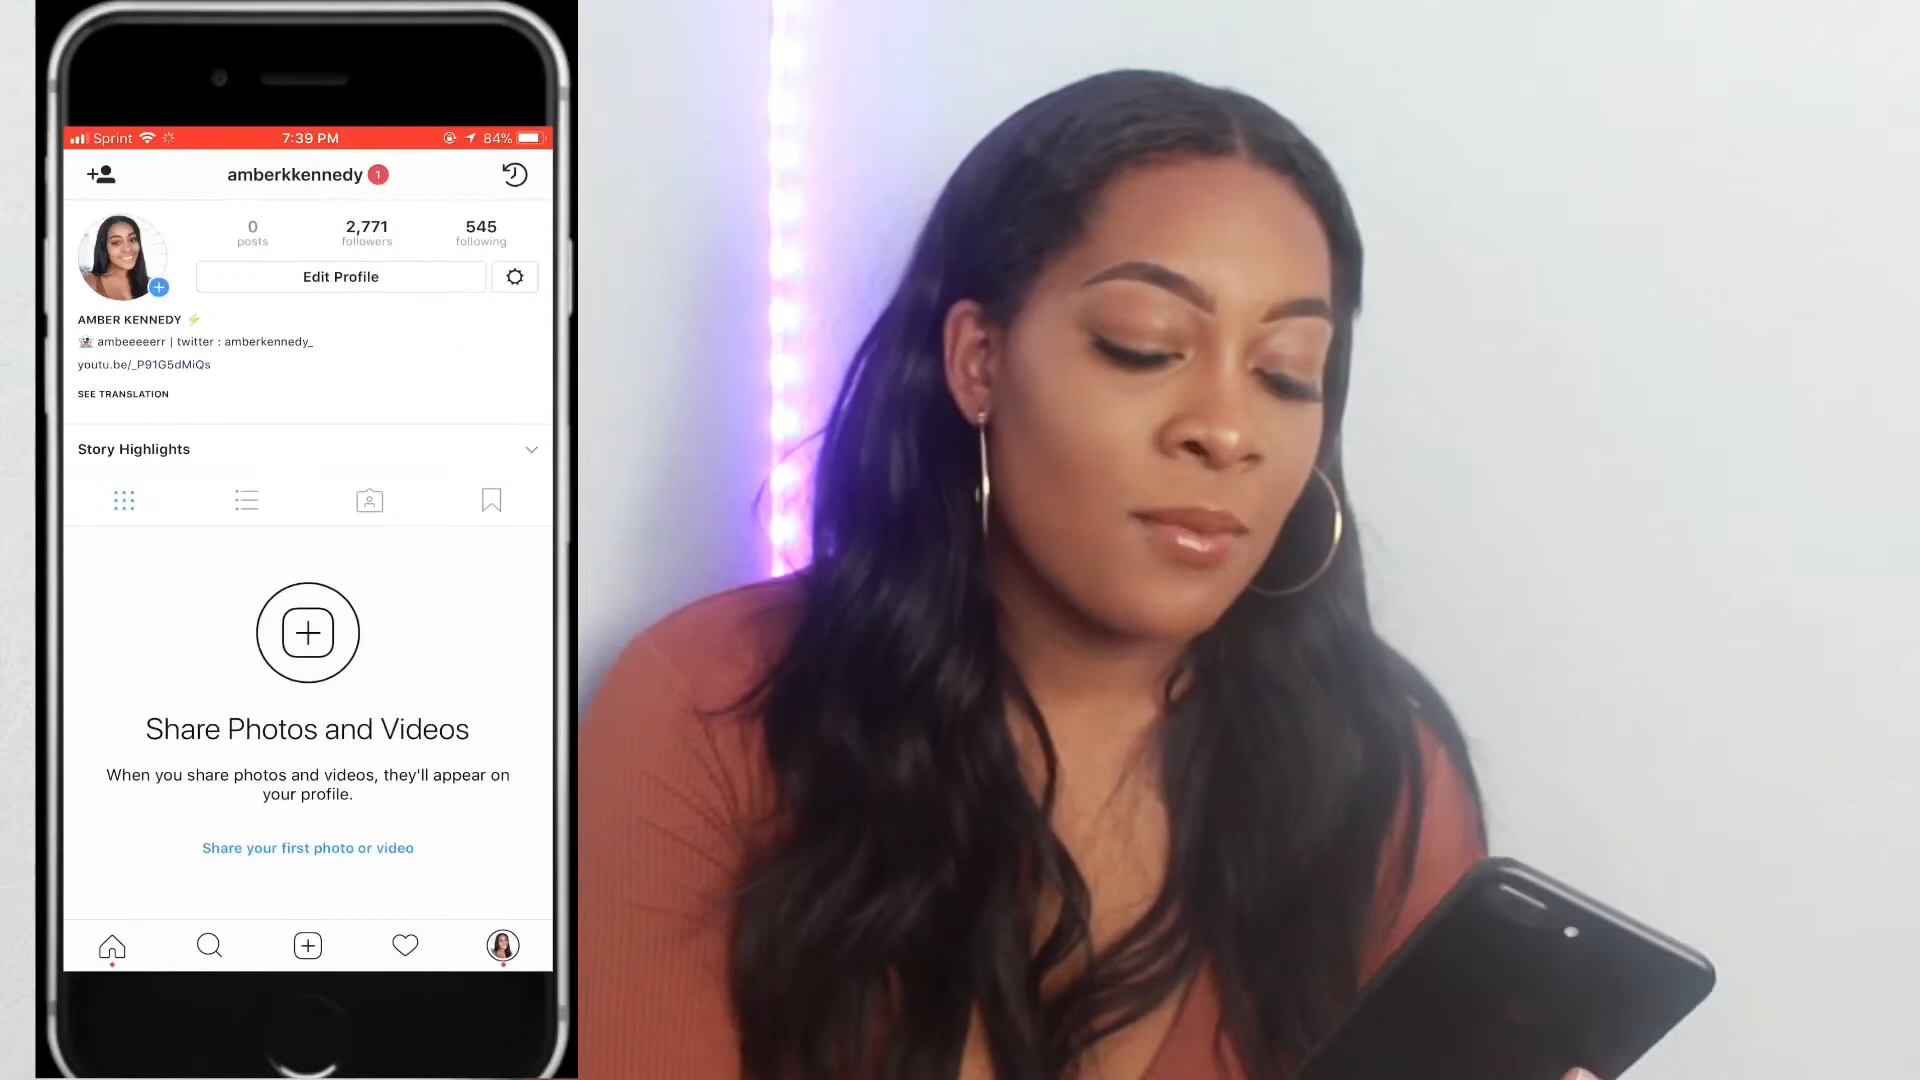 Sprint 7:39 PM 84%
amberkkennedy 1
0 2,771 545
posts followers following
Edit Profile
AMBER KENNEDY ⚡
👻 ambeeeeerr | twitter : amberkennedy_
youtu.be/_P91G5dMiQs
SEE TRANSLATION
Story Highlights
Share Photos and Videos
When you share photos and videos, they'll appear on
your profile.
Share your first photo or video